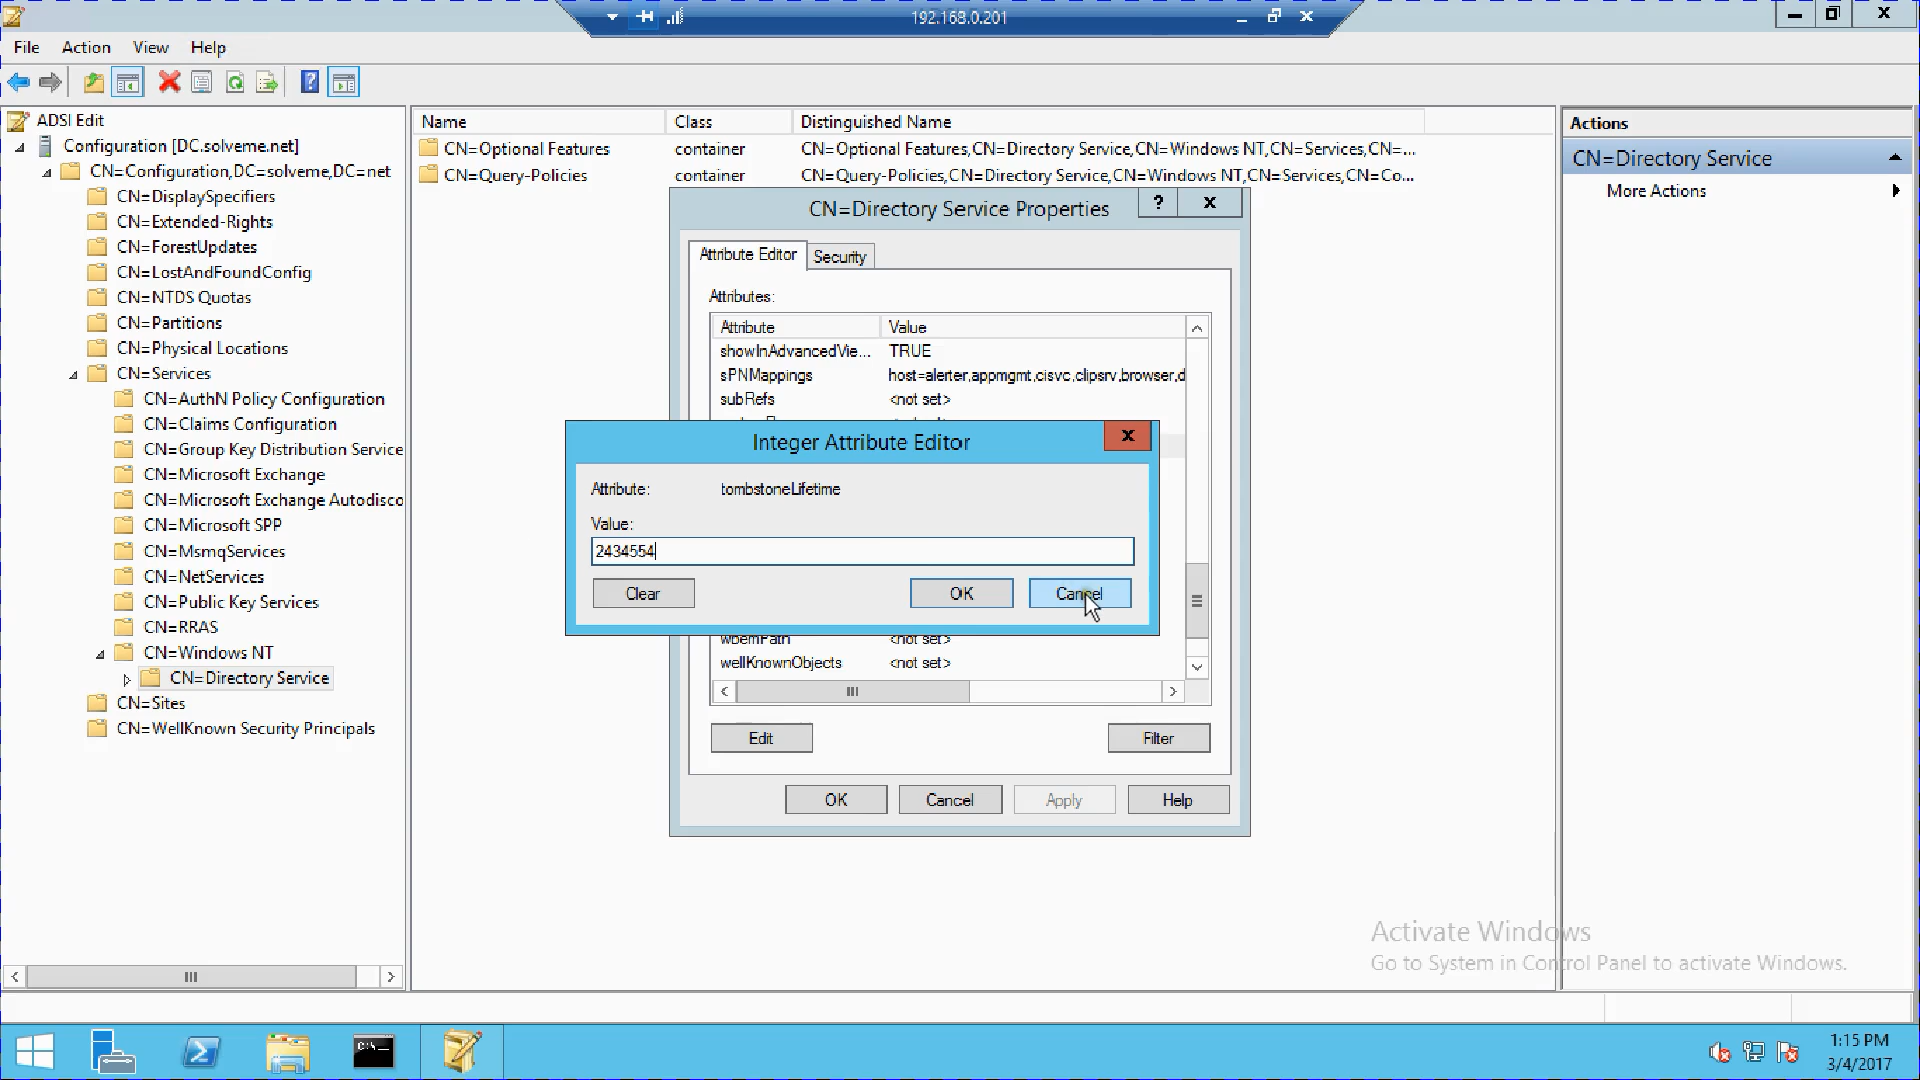 192.168.0.201
File Action View Help
ADSI Edit
Configuration [DC.solveme.net]
CN=Configuration,DC=solveme,DC=net
CN=DisplaySpecifiers
CN=Extended-Rights
CN=ForestUpdates
CN=LostAndFoundConfig
CN=NTDS Quotas
CN=Partitions
CN=Physical Locations
CN=Services
CN=AuthN Policy Configuration
CN=Claims Configuration
CN=Group Key Distribution Service
CN=Microsoft Exchange
CN=Microsoft Exchange Autodisco
CN=Microsoft SPP
CN=MsmqServices
CN=NetServices
CN=Public Key Services
CN=RRAS
CN=Windows NT
CN=Directory Service
CN=Sites
CN=WellKnown Security Principals
Name Class Distinguished Name
CN=Optional Features container CN=Optional Features,CN=Directory Service,CN=Windows NT,CN=Services,CN=...
CN=Query-Policies container CN=Query-Policies,CN=Directory Service,CN=Windows NT,CN=Services,CN=Co...
CN=Directory Service Properties ? x
Attribute Editor Security
Attributes:
Attribute Value
showInAdvancedVie... TRUE
sPNMappings host=alerter,appmgmt,cisvc,clipsrv,browser,d
subRefs <not set>
Integer Attribute Editor x
Attribute: tombstoneLifetime
Value:
2434554
Clear OK Cancel
wbemPath <not set>
wellKnownObjects <not set>
Edit Filter
OK Cancel Apply Help
Actions
CN=Directory Service
More Actions
Activate Windows
Go to System in Control Panel to activate Windows.
1:15 PM
3/4/2017